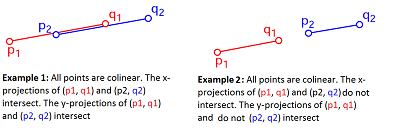 q1
p2
q2
p1
Example 1: All points are colinear. The x-
projections of (p1, q1) and (p2, q2)
intersect. The y-projections of (p1, q1)
and (p2, q2) intersect
p2
q2
q1
p1
Example 2: All points are colinear. The x-
projections of (p1, q1) and (p2, q2) do not
intersect. The y-projections of (p1, q1)
and do not (p2, q2) intersect